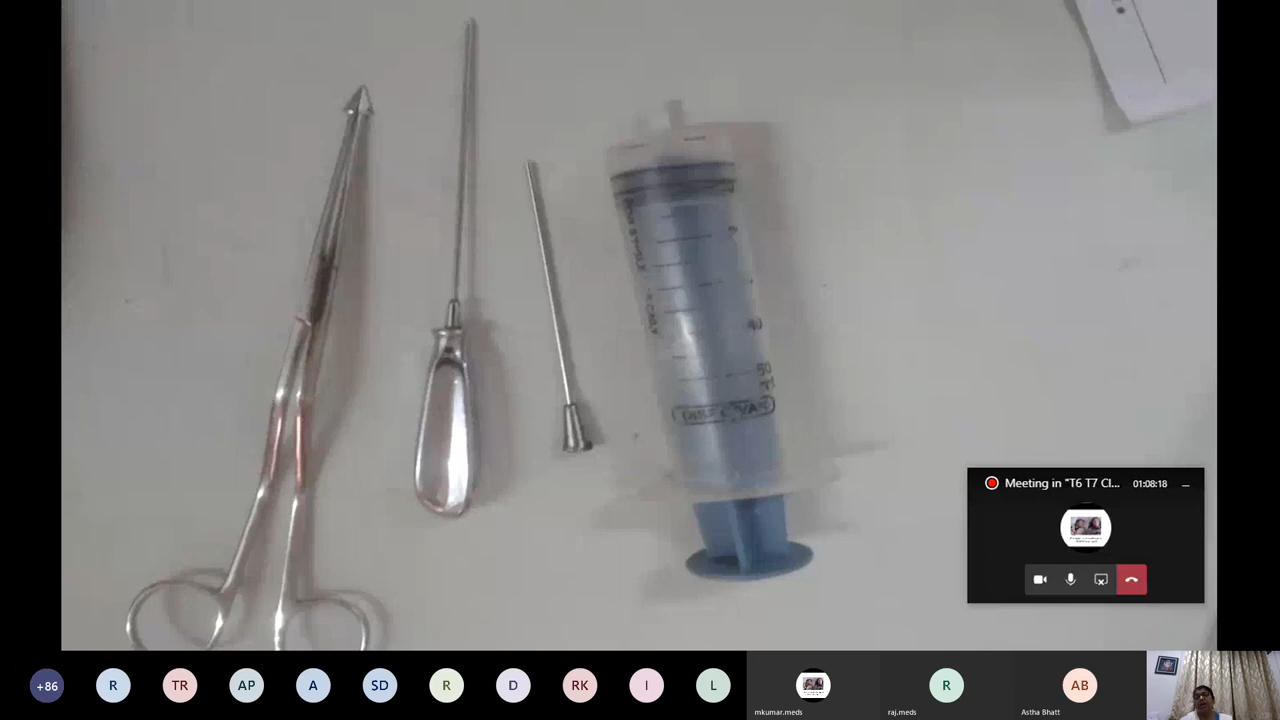 40
50
Meeting in "T6 T7 Cl...
01:08:18
+86
R
TR
AP
A
SD
R
D
RK
I
L
mkumar.meds
R
raj.meds
AB
Astha Bhatt